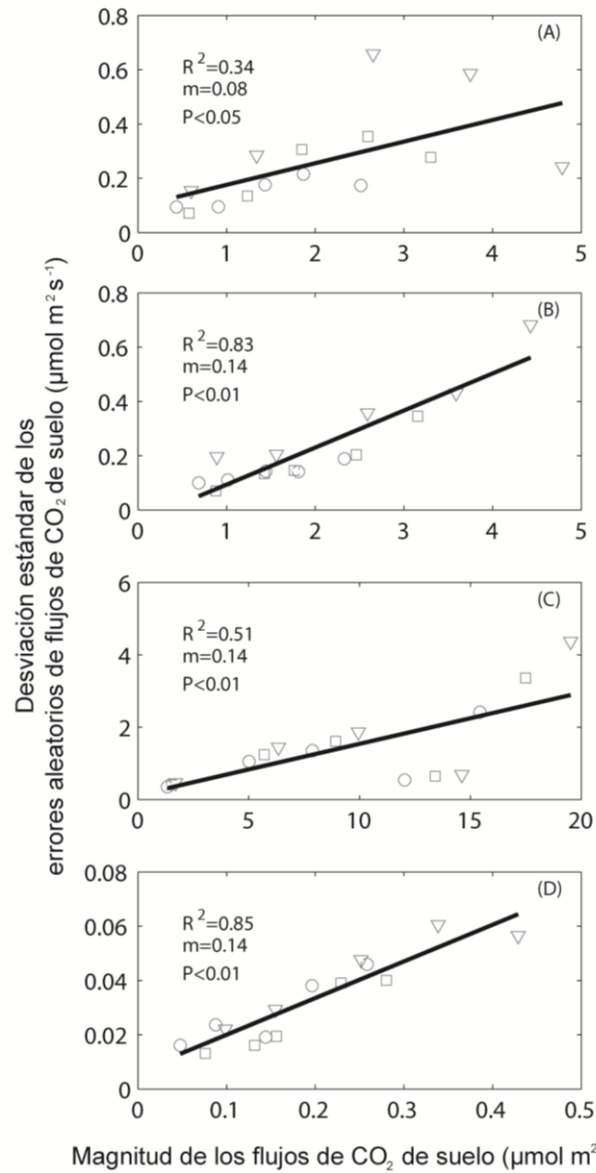 Desviación estándar de los
errores aleatorios de flujos de CO2 de suelo (µmol m2 s-1)
0.8
0.6
0.4
0.2
0
(A)
R2=0.34
m=0.08
P<0.05
0 1 2 3 4 5
0.8
0.6
0.4
0.2
0
(B)
R2=0.83
m=0.14
P<0.01
0 1 2 3 4 5
6
4
2
0
(C)
R2=0.51
m=0.14
P<0.01
0 5 10 15 20
0.08
0.06
0.04
0.02
0
(D)
R2=0.85
m=0.14
P<0.01
0 0.1 0.2 0.3 0.4 0.5
Magnitud de los flujos de CO2 de suelo (µmol m2